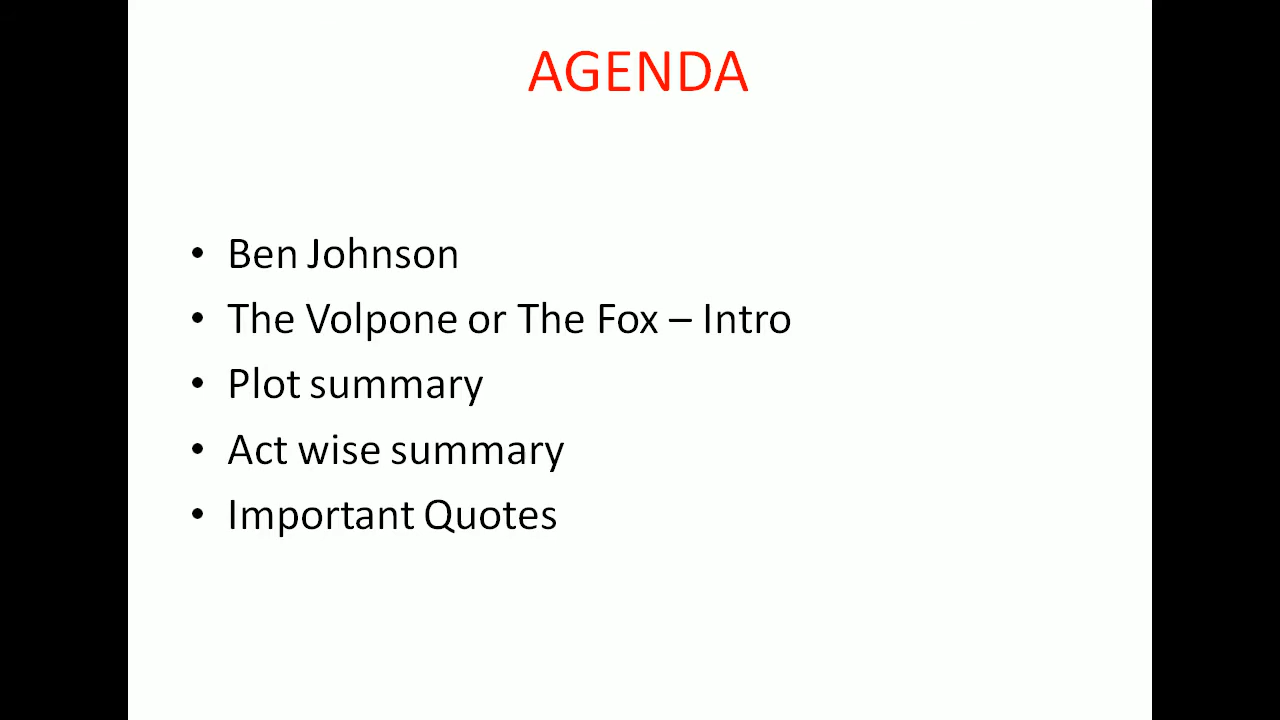 AGENDA
• Ben Johnson
• The Volpone or The Fox – Intro
• Plot summary
• Act wise summary
• Important Quotes